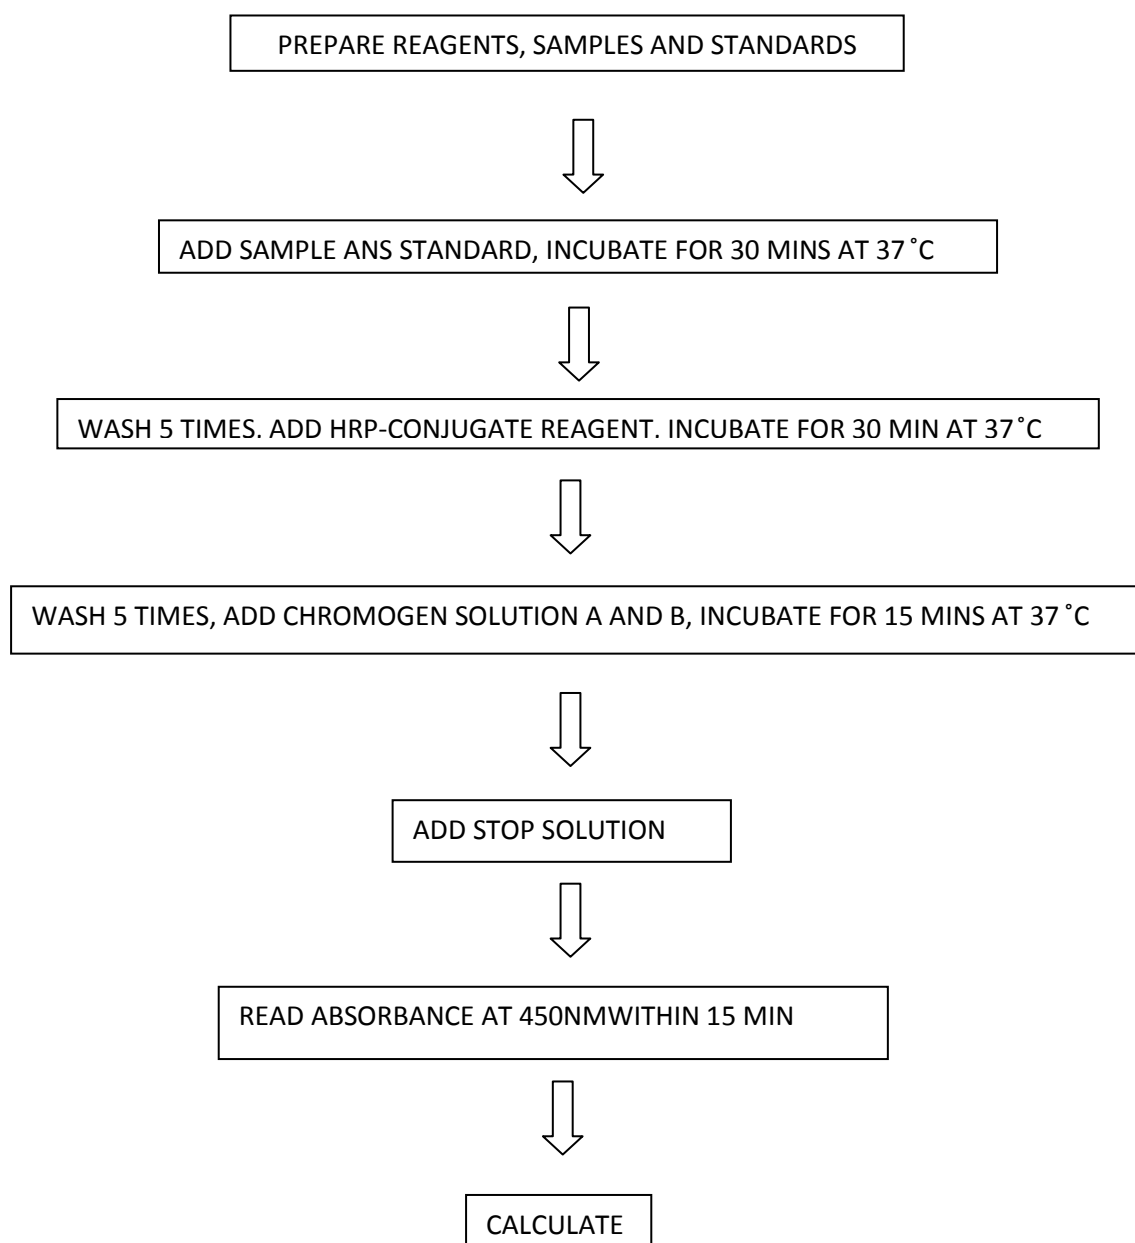 PREPARE REAGENTS, SAMPLES AND STANDARDS
ADD SAMPLE ANS STANDARD, INCUBATE FOR 30 MINS AT 37˚C
WASH 5 TIMES. ADD HRP-CONJUGATE REAGENT. INCUBATE FOR 30 MIN AT 37˚C
WASH 5 TIMES, ADD CHROMOGEN SOLUTION A AND B, INCUBATE FOR 15 MINS AT 37˚C
ADD STOP SOLUTION
READ ABSORBANCE AT 450NMWITHIN 15 MIN
CALCULATE